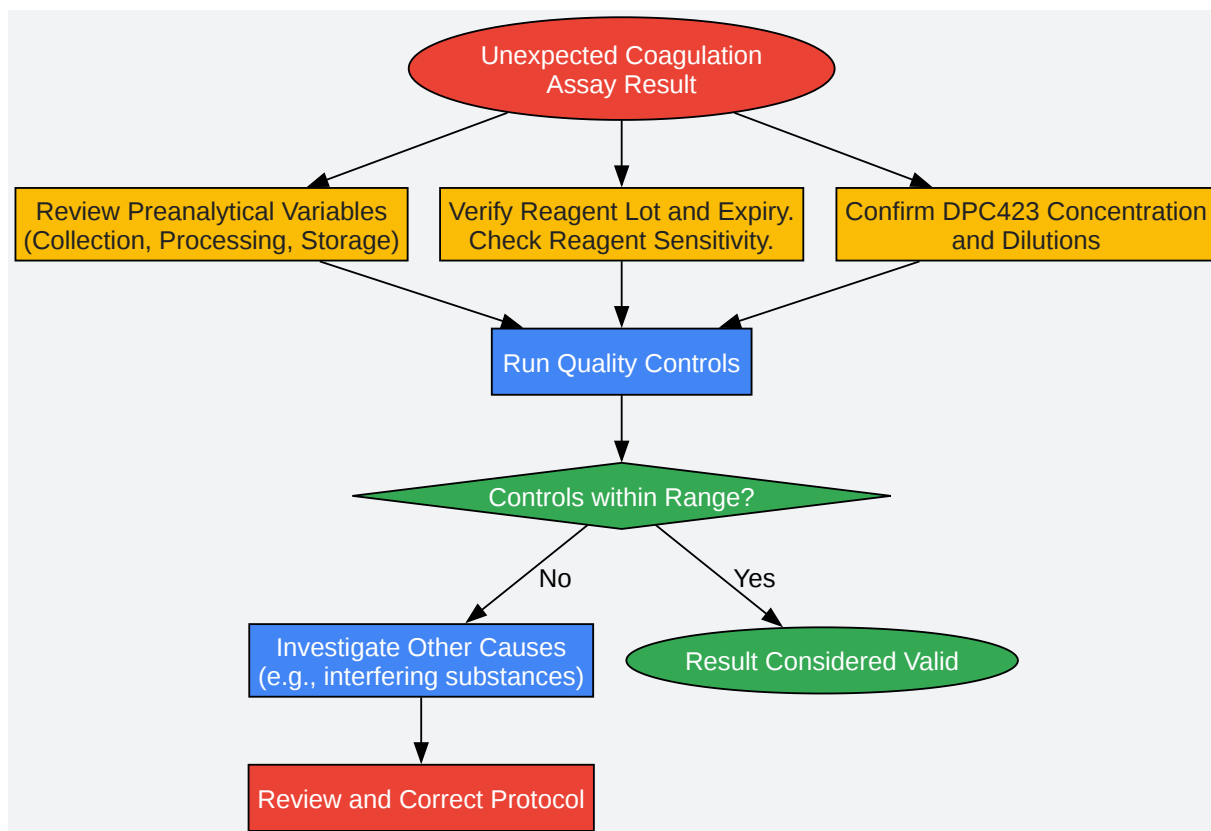 Unexpected Coagulation
Assay Result
Review Preanalytical Variables
(Collection, Processing, Storage)
Verify Reagent Lot and Expiry.
Check Reagent Sensitivity.
Confirm DPC423 Concentration
and Dilutions
Run Quality Controls
Controls within Range?
No
Yes
Investigate Other Causes
(e.g., interfering substances)
Result Considered Valid
Review and Correct Protocol